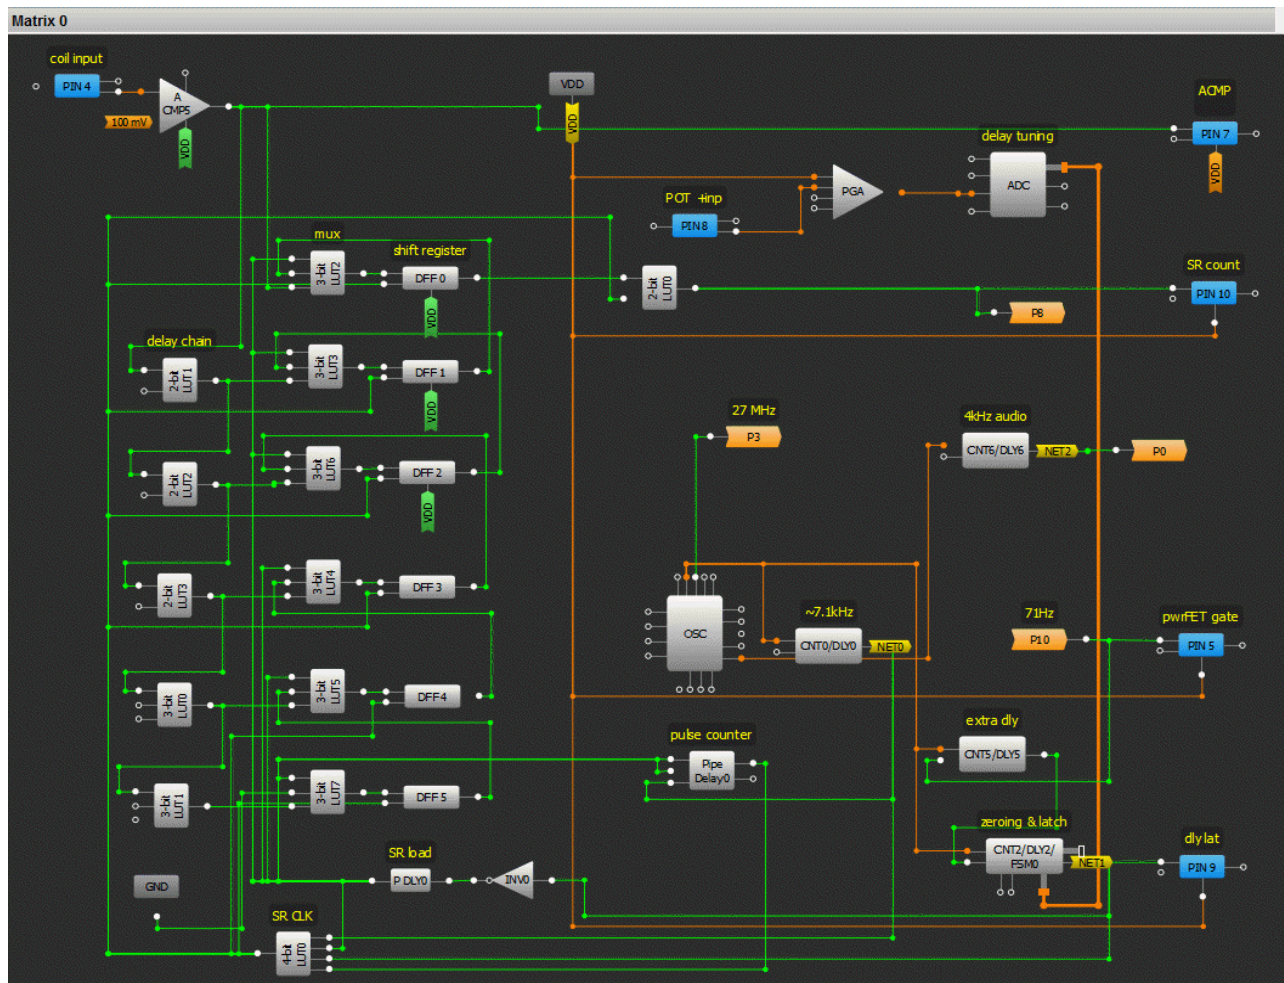 Matrix 0
coil input
PIN 4
A
CMP5
100 mV
VDD
VDD
VDD
ACMP
PIN 7
VDD
delay tuning
ADC
PGA
POT +inp
PIN 8
mux
3-bit
LUT2
shift register
DFF 0
VDD
2-bit
LUT0
SR count
PIN 10
P8
delay chain
2-bit
LUT1
3-bit
LUT3
DFF 1
VDD
27 MHz
P3
4kHz audio
CNT6/DLY6
NET2
P0
2-bit
LUT2
3-bit
LUT6
DFF 2
VDD
2-bit
LUT3
3-bit
LUT4
DFF 3
OSC
~7.1kHz
CNT0/DLY0
NET0
71Hz
P10
pwrFET gate
PIN 5
3-bit
LUT0
3-bit
LUT5
DFF 4
pulse counter
Pipe
Delay0
extra dly
CNT5/DLY5
3-bit
LUT1
3-bit
LUT7
DFF 5
zeroing & latch
CNT2/DLY2/
FSM0
NET1
dly lat
PIN 9
SR load
P DLY0
INV0
GND
SR CLK
4-bit
LUT0